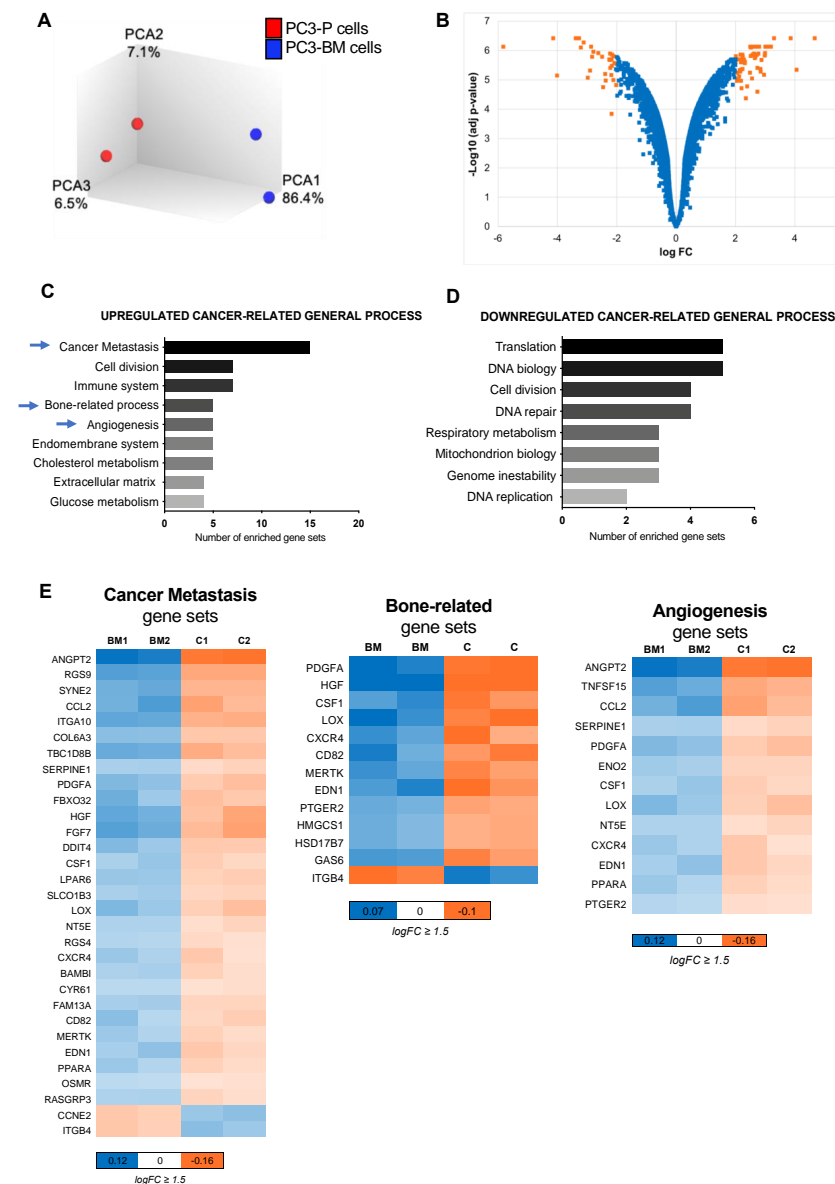 A
PC3-P cells
PC3-BM cells
PCA2
7.1%
PCA3
6.5%
PCA1
86.4%
B
-Log10 (adj p-value)
7
6
5
4
3
2
1
0
-6
-4
-2
0
2
4
log FC
C
UPREGULATED CANCER-RELATED GENERAL PROCESS
Cancer Metastasis
Cell division
Immune system
Bone-related process
Angiogenesis
Endomembrane system
Cholesterol metabolism
Extracellular matrix
Glucose metabolism
0 5 10 15 20
Number of enriched gene sets
D
DOWNREGULATED CANCER-RELATED GENERAL PROCESS
Translation
DNA biology
Cell division
DNA repair
Respiratory metabolism
Mitochondrion biology
Genome inestability
DNA replication
0 2 4 6
Number of enriched gene sets
E
Cancer Metastasis
gene sets
BM1 BM2 C1 C2
ANGPT2
RGS9
SYNE2
CCL2
ITGA10
COL6A3
TBC1D8B
SERPINE1
PDGFA
FBXO32
HGF
FGF7
DDIT4
CSF1
LPAR6
SLCO1B3
LOX
NT5E
RGS4
CXCR4
BAMBI
CYR61
FAM13A
CD82
MERTK
EDN1
PPARA
OSMR
RASGRP3
CCNE2
ITGB4
0.12 0 -0.16
logFC ≥ 1.5
Bone-related
gene sets
BM BM C C
PDGFA
HGF
CSF1
LOX
CXCR4
CD82
MERTK
EDN1
PTGER2
HMGCS1
HSD17B7
GAS6
ITGB4
0.07 0 -0.1
logFC ≥ 1.5
Angiogenesis
gene sets
BM1 BM2 C1 C2
ANGPT2
TNFSF15
CCL2
SERPINE1
PDGFA
ENO2
CSF1
LOX
NT5E
CXCR4
EDN1
PPARA
PTGER2
0.12 0 -0.16
logFC ≥ 1.5